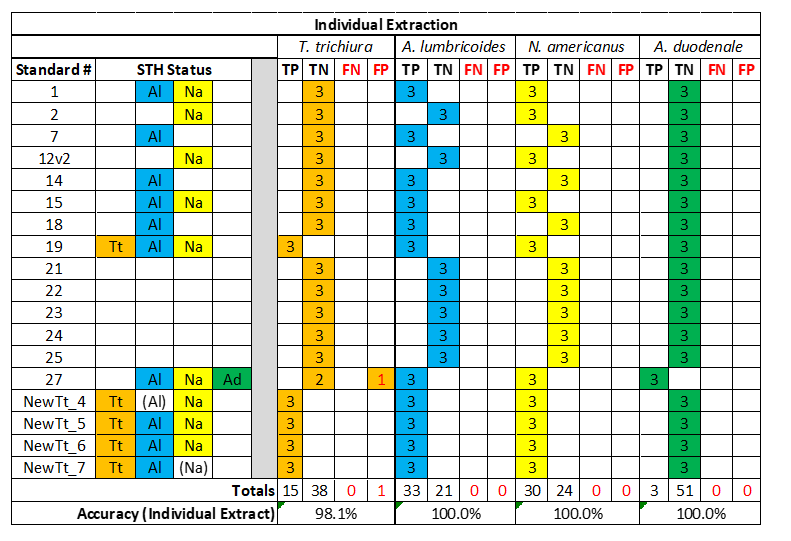 Individual Extraction
T. trichiura A. lumbricoides N. americanus A. duodenale
Standard # STH Status TP TN FN FP TP TN FN FP TP TN FN FP TP TN FN FP
1 Al Na 3 3 3 3
2 Na 3 3 3 3
7 Al 3 3 3 3
12v2 Na 3 3 3 3
14 Al 3 3 3 3
15 Al Na 3 3 3 3
18 Al 3 3 3 3
19 Tt Al Na 3 3 3 3
21 3 3 3 3
22 3 3 3 3
23 3 3 3 3
24 3 3 3 3
25 3 3 3 3
27 Al Na Ad 2 1 3 3 3
NewTt_4 Tt (Al) Na 3 3 3 3
NewTt_5 Tt Al Na 3 3 3 3
NewTt_6 Tt Al Na 3 3 3 3
NewTt_7 Tt Al (Na) 3 3 3 3
Totals 15 38 0 1 33 21 0 0 30 24 0 0 3 51 0 0
Accuracy (Individual Extract) 98.1% 100.0% 100.0% 100.0%